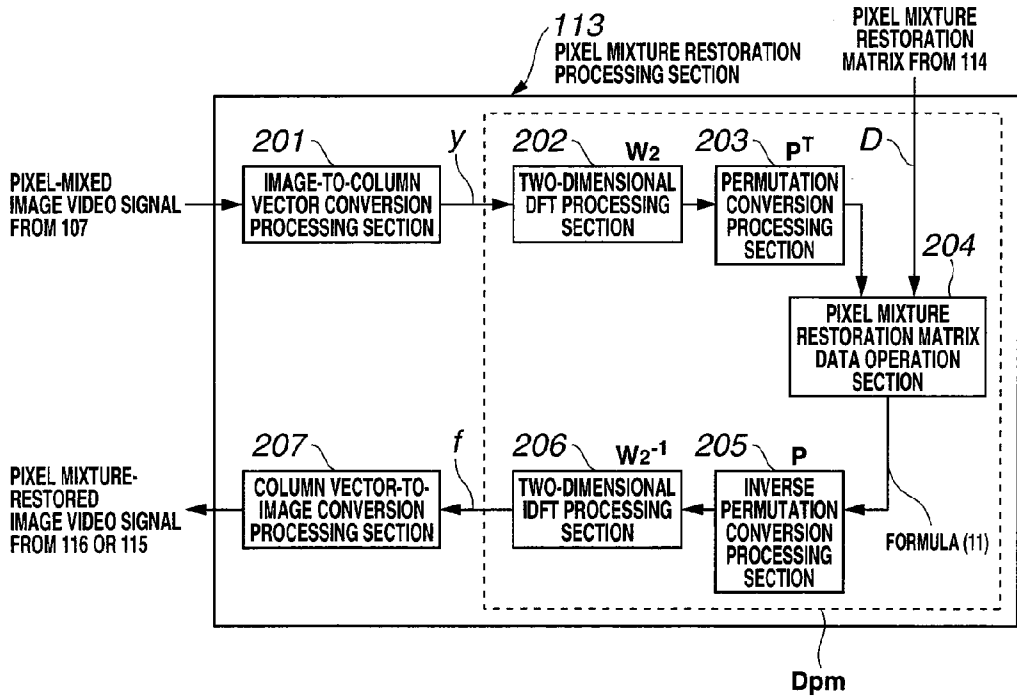 113
PIXEL MIXTURE RESTORATION
PROCESSING SECTION
PIXEL MIXTURE
RESTORATION
MATRIX FROM 114
201
y
202
W2
203
PT
D
PIXEL-MIXED
IMAGE VIDEO SIGNAL
FROM 107
IMAGE-TO-COLUMN
VECTOR CONVERSION
PROCESSING SECTION
TWO-DIMENSIONAL
DFT PROCESSING
SECTION
PERMUTATION
CONVERSION
PROCESSING
SECTION
204
PIXEL MIXTURE
RESTORATION MATRIX
DATA OPERATION
SECTION
207
f
206
W2-1
205
P
PIXEL MIXTURE-
RESTORED
IMAGE VIDEO SIGNAL
FROM 116 OR 115
COLUMN VECTOR-TO-
IMAGE CONVERSION
PROCESSING SECTION
TWO-DIMENSIONAL
IDFT PROCESSING
SECTION
INVERSE
PERMUTATION
CONVERSION
PROCESSING
SECTION
FORMULA (11)
Dpm